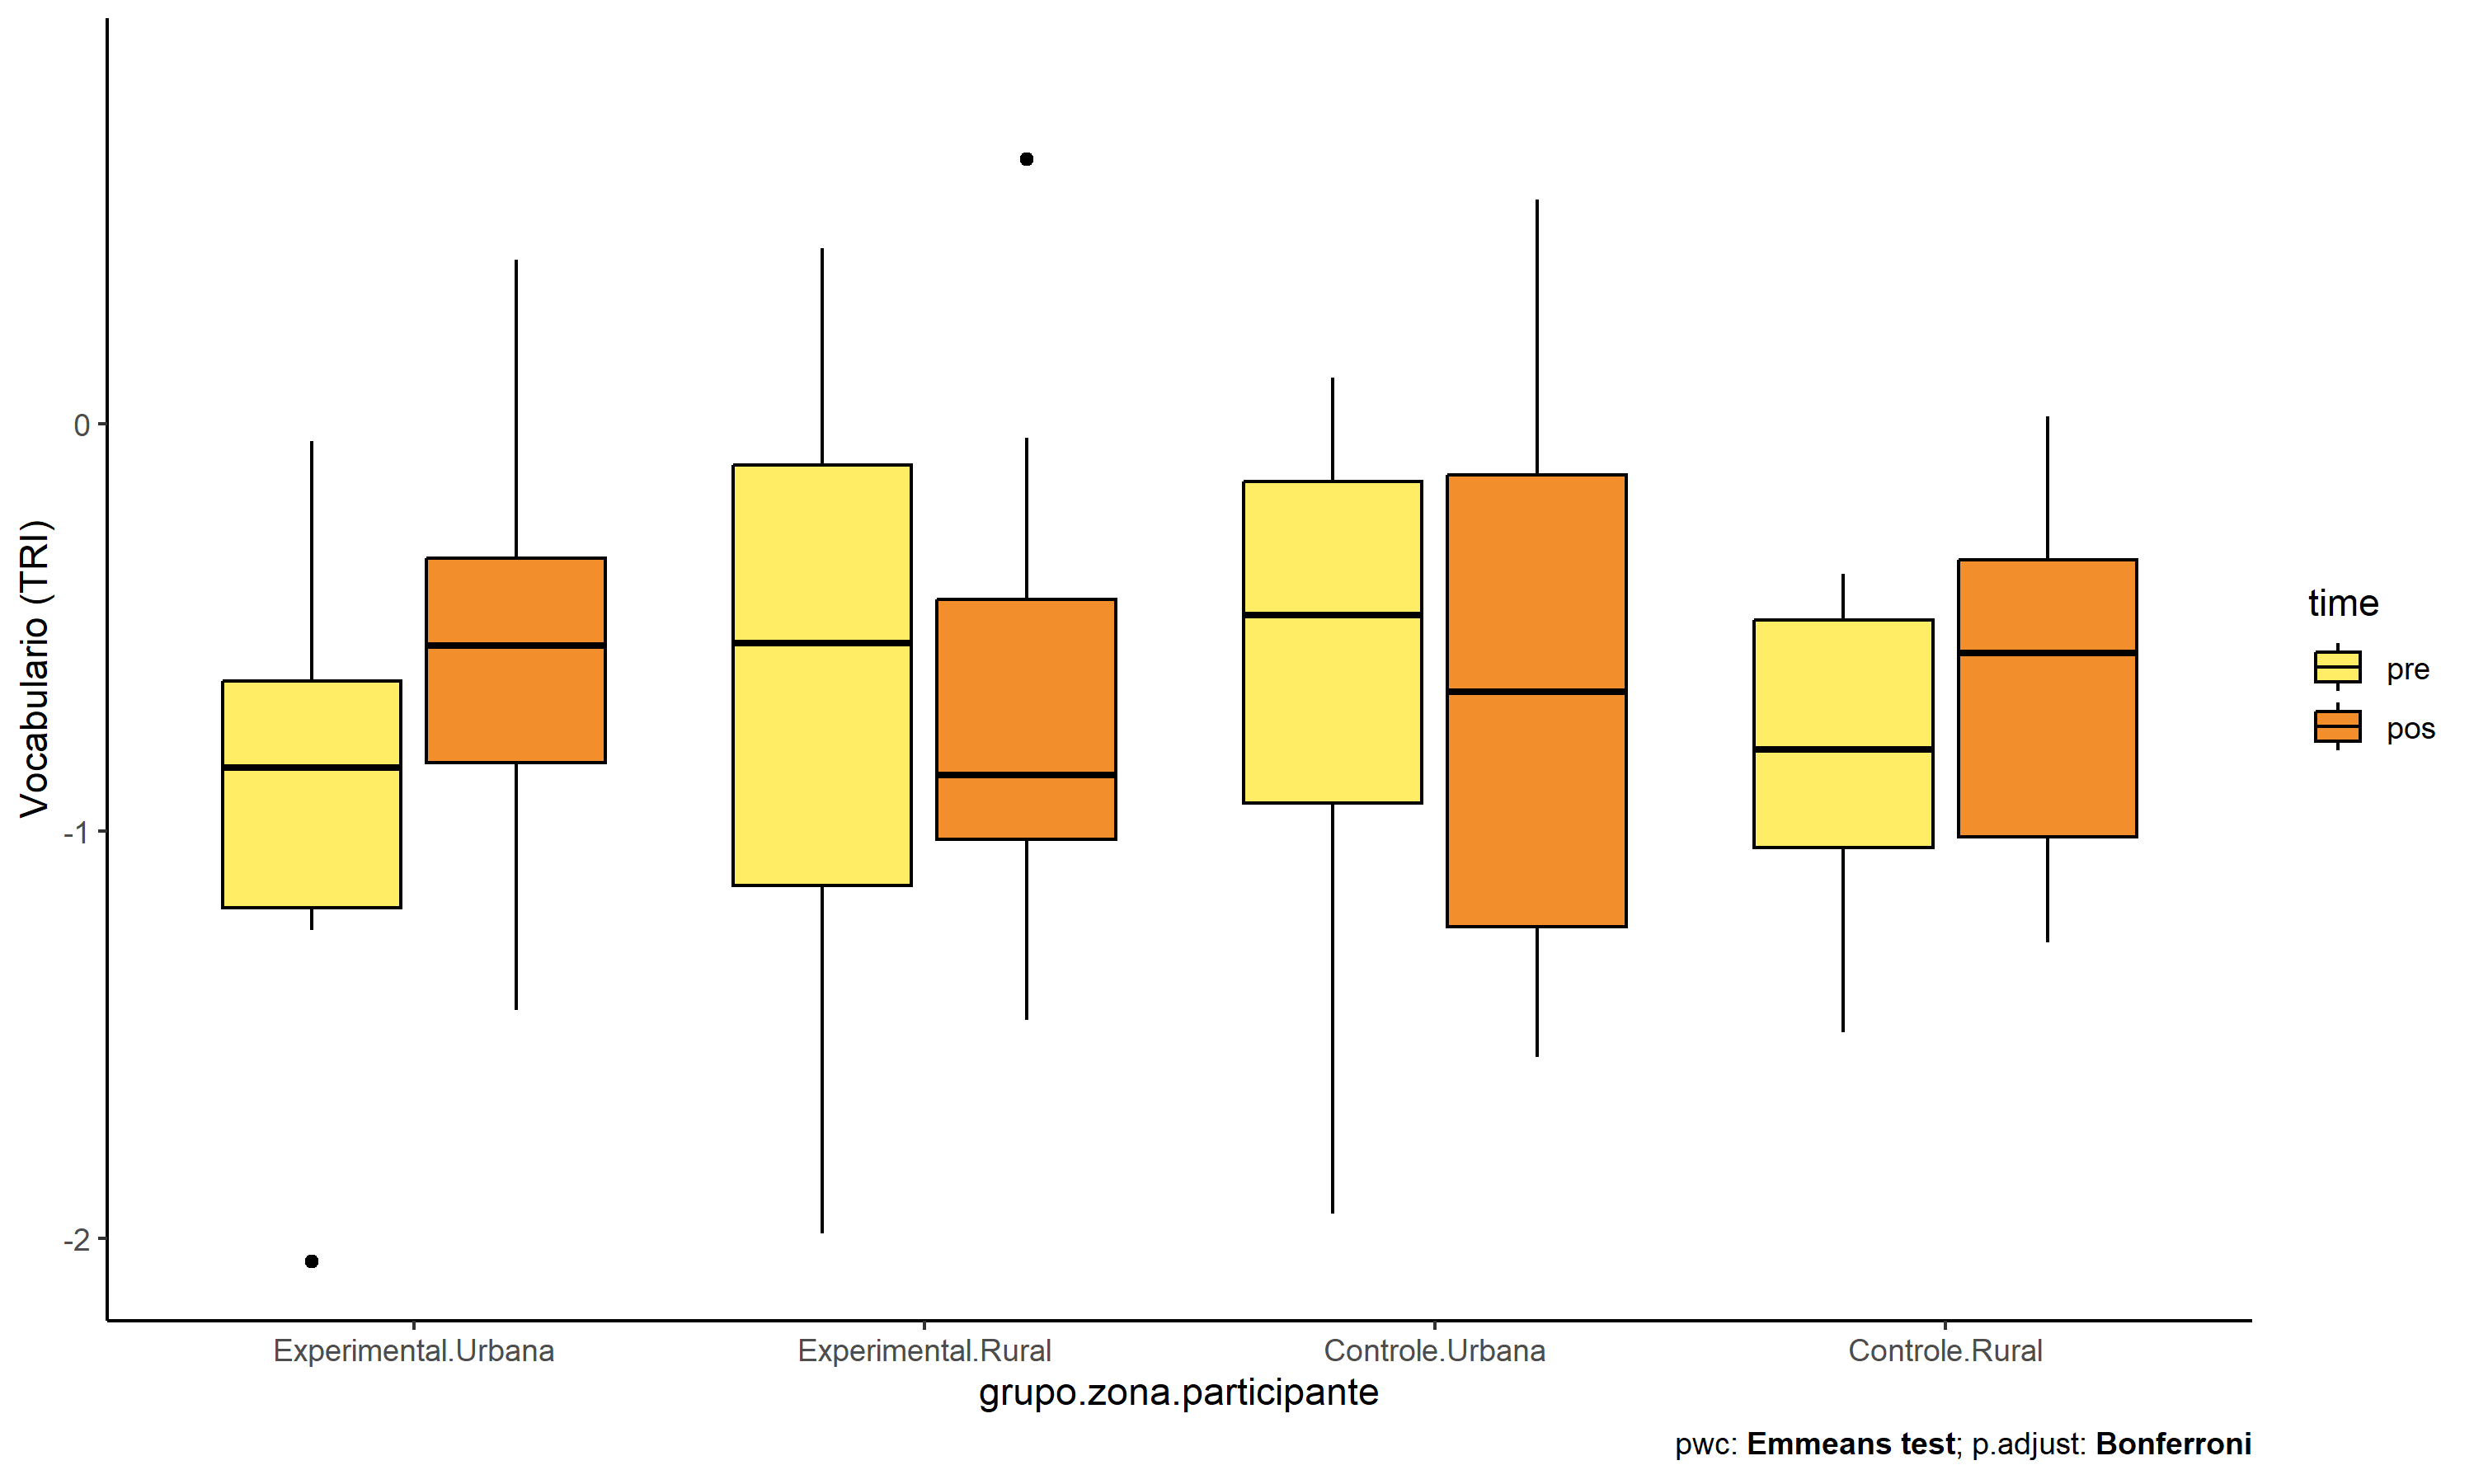 Vocabulario (TRI)
0
-1
-2
Experimental.Urbana
Experimental.Rural
Controle.Urbana
Controle.Rural
grupo.zona.participante
time
pre
pos
pwc: Emmeans test; p.adjust: Bonferroni